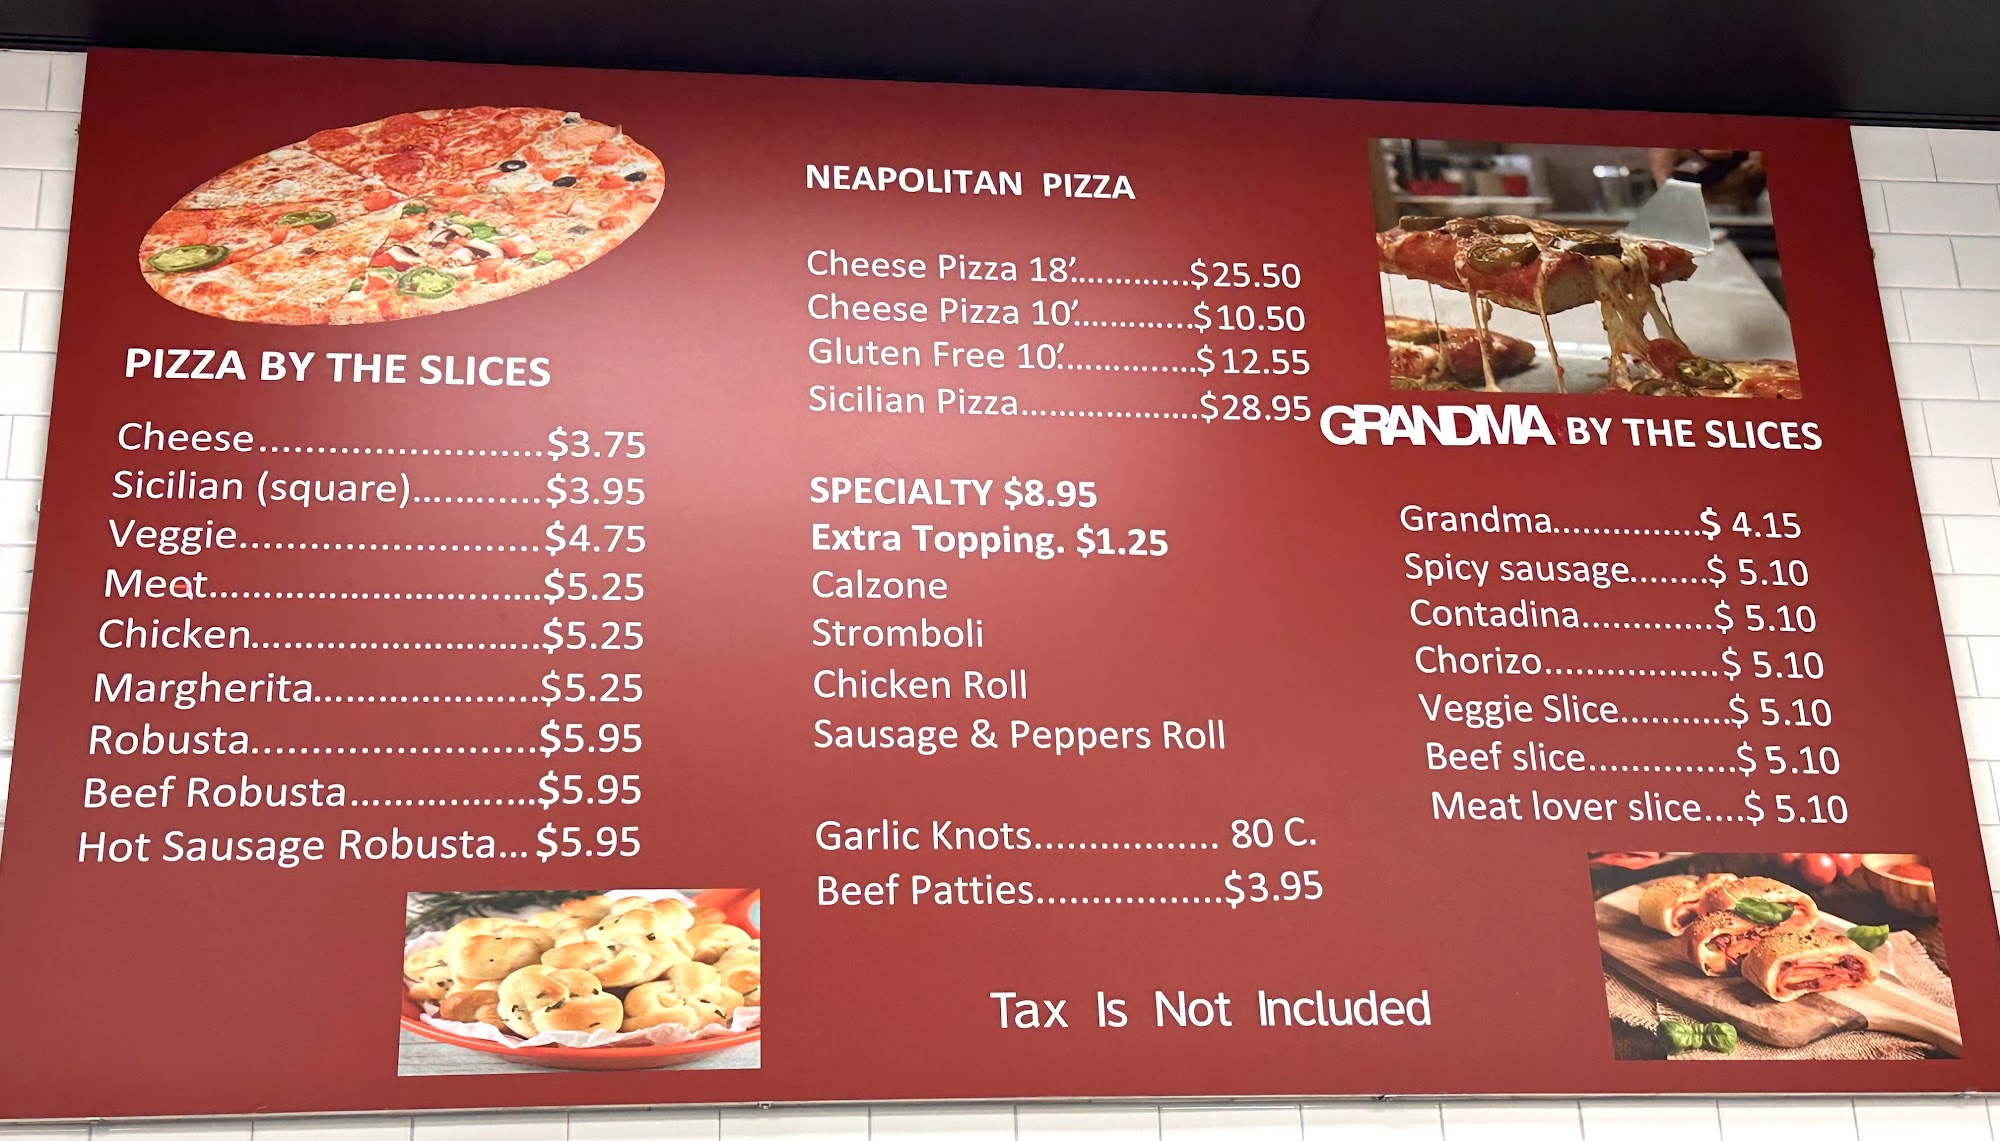 PIZZA BY THE SLICES
Cheese........................$3.75
Sicilian (square)............$3.95
Veggie..........................$4.75
Meat.............................$5.25
Chicken.........................$5.25
Margherita....................$5.25
Robusta.........................$5.95
Beef Robusta.................$5.95
Hot Sausage Robusta...$5.95
NEAPOLITAN PIZZA
Cheese Pizza 18'............$25.50
Cheese Pizza 10'............$10.50
Gluten Free 10'.............$12.55
Sicilian Pizza...................$28.95
SPECIALTY $8.95
Extra Topping. $1.25
Calzone
Stromboli
Chicken Roll
Sausage & Peppers Roll
Garlic Knots................. 80 C.
Beef Patties.................$3.95
Tax Is Not Included
GRANDMA BY THE SLICES
Grandma..............$ 4.15
Spicy sausage........$ 5.10
Contadina.............$ 5.10
Chorizo.................$ 5.10
Veggie Slice...........$ 5.10
Beef slice..............$ 5.10
Meat lover slice....$ 5.10